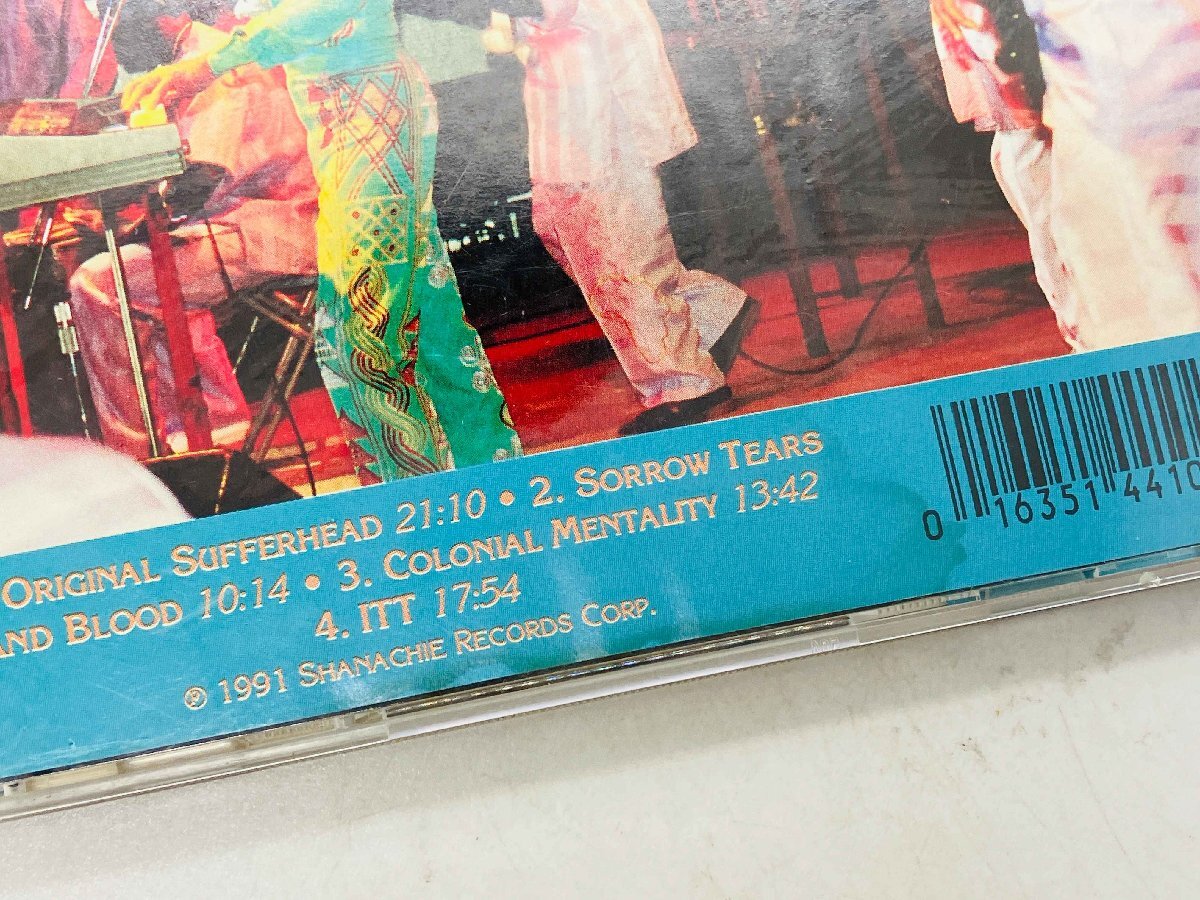 ORIGINAL SUFFERHEAD 21:10 • 2. SORROW TEARS
AND BLOOD 10:14 • 3. COLONIAL MENTALITY 13:42
4. ITT 17:54
℗ 1991 SHANACHIE RECORDS CORP.
0 16351 4410